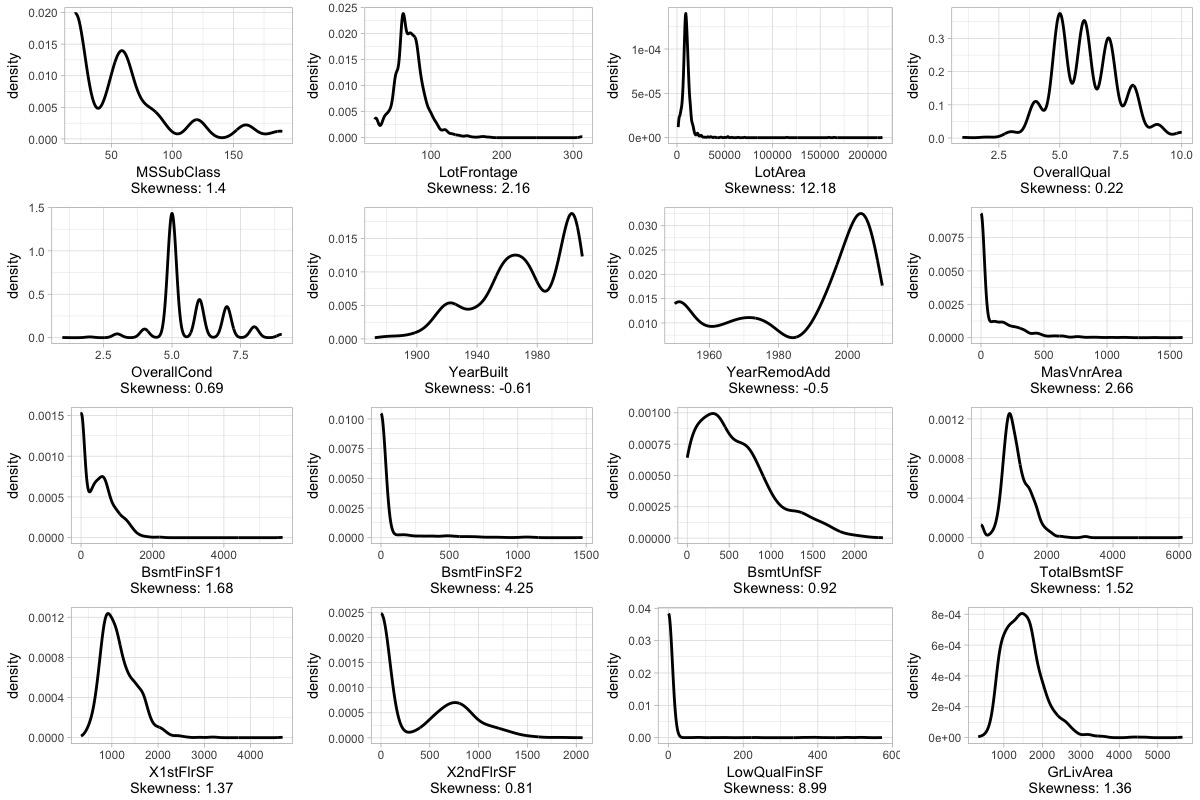 density
0.020
0.015
0.010
0.005
0.000
50 100 150
MSSubClass
Skewness: 1.4
density
0.025
0.020
0.015
0.010
0.005
0.000
100 200 300
LotFrontage
Skewness: 2.16
density
1e-04
5e-05
0e+00
0 50000 100000 150000 200000
LotArea
Skewness: 12.18
density
0.3
0.2
0.1
0.0
2.5 5.0 7.5 10.0
OverallQual
Skewness: 0.22
density
1.5
1.0
0.5
0.0
2.5 5.0 7.5
OverallCond
Skewness: 0.69
density
0.015
0.010
0.005
0.000
1900 1940 1980
YearBuilt
Skewness: -0.61
density
0.030
0.025
0.020
0.015
0.010
1960 1980 2000
YearRemodAdd
Skewness: -0.5
density
0.0075
0.0050
0.0025
0.0000
0 500 1000 1500
MasVnrArea
Skewness: 2.66
density
0.0015
0.0010
0.0005
0.0000
0 2000 4000
BsmtFinSF1
Skewness: 1.68
density
0.0100
0.0075
0.0050
0.0025
0.0000
0 500 1000 1500
BsmtFinSF2
Skewness: 4.25
density
0.00100
0.00075
0.00050
0.00025
0.00000
0 500 1000 1500 2000
BsmtUnfSF
Skewness: 0.92
density
0.0012
0.0008
0.0004
0.0000
0 2000 4000 6000
TotalBsmtSF
Skewness: 1.52
density
0.0012
0.0008
0.0004
0.0000
1000 2000 3000 4000
X1stFlrSF
Skewness: 1.37
density
0.0025
0.0020
0.0015
0.0010
0.0005
0.0000
0 500 1000 1500 2000
X2ndFlrSF
Skewness: 0.81
density
0.04
0.03
0.02
0.01
0.00
0 200 400
LowQualFinSF
Skewness: 8.99
density
8e-04
6e-04
4e-04
2e-04
0e+00
1000 2000 3000 4000 5000
GrLivArea
Skewness: 1.36